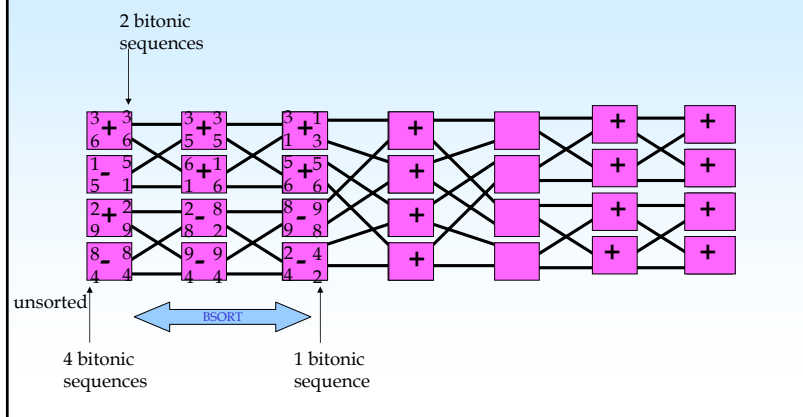 2 bitonic
sequences
3 3 3 3 3 1
+ + + + + +
6 6 5 5 1 3
1 5 6 1 5 5
- + + + + +
5 1 1 6 6 6
2 2 2 8 8 9
+ - - + + +
9 9 8 2 9 8
8 8 9 9 2 4
- - - + + +
4 4 4 4 4 2
unsorted
BSORT
4 bitonic
sequences
1 bitonic
sequence